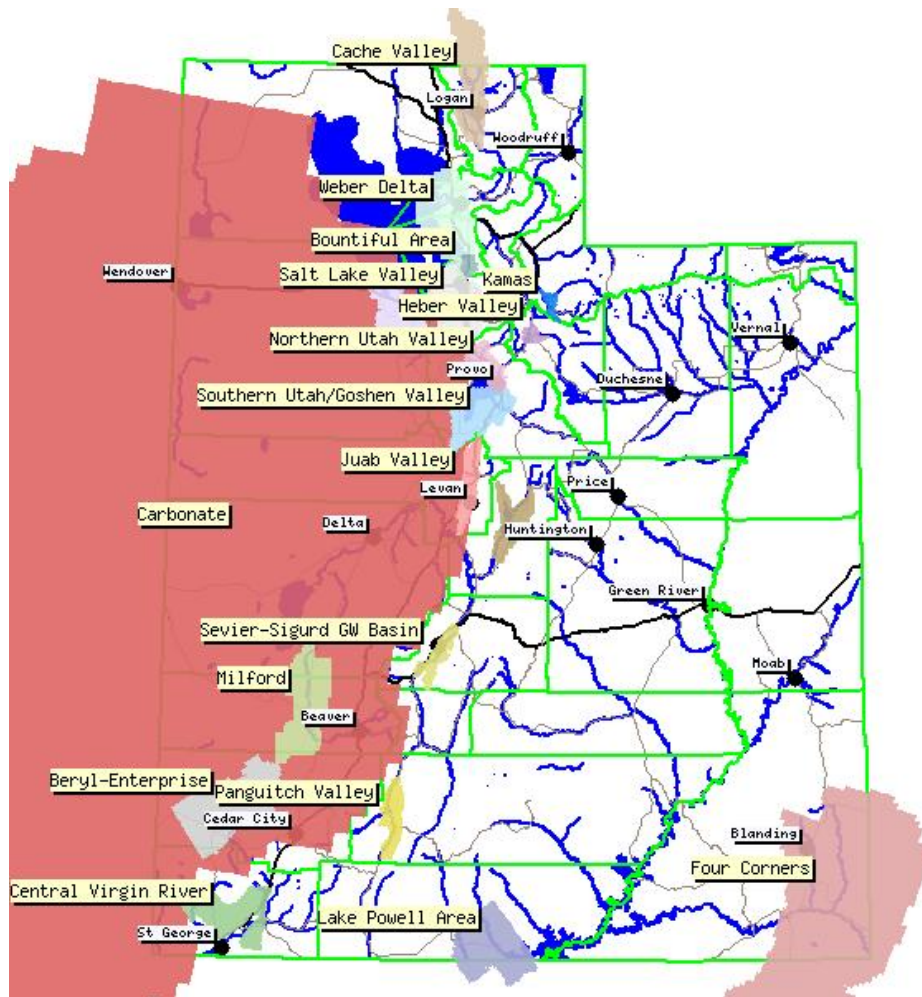 Cache Valley
Logan
Woodruff
Weber Delta
Bountiful Area
Wendover
Salt Lake Valley
Kamas
Heber Valley
Northern Utah Valley
Vernal
Provo
Duchesne
Southern Utah/Goshen Valley
Juab Valley
Levan
Price
Carbonate
Delta
Huntington
Green River
Sevier-Sigurd GW Basin
Moab
Milford
Beaver
Beryl-Enterprise
Panguitch Valley
Cedar City
Blanding
Four Corners
Central Virgin River
Lake Powell Area
St George